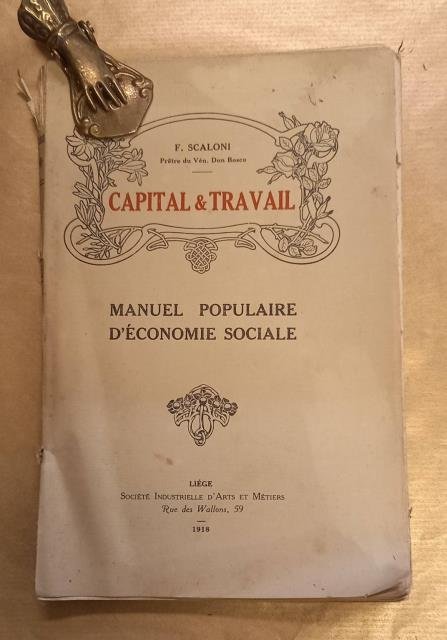 F. SCALONI
Prêtre du Vén. Don Bosco
CAPITAL & TRAVAIL
MANUEL POPULAIRE
D'ÉCONOMIE SOCIALE
LIÉGE
SOCIÉTÉ INDUSTRIELLE D'ARTS ET MÉTIERS
Rue des Wallons, 59
1918